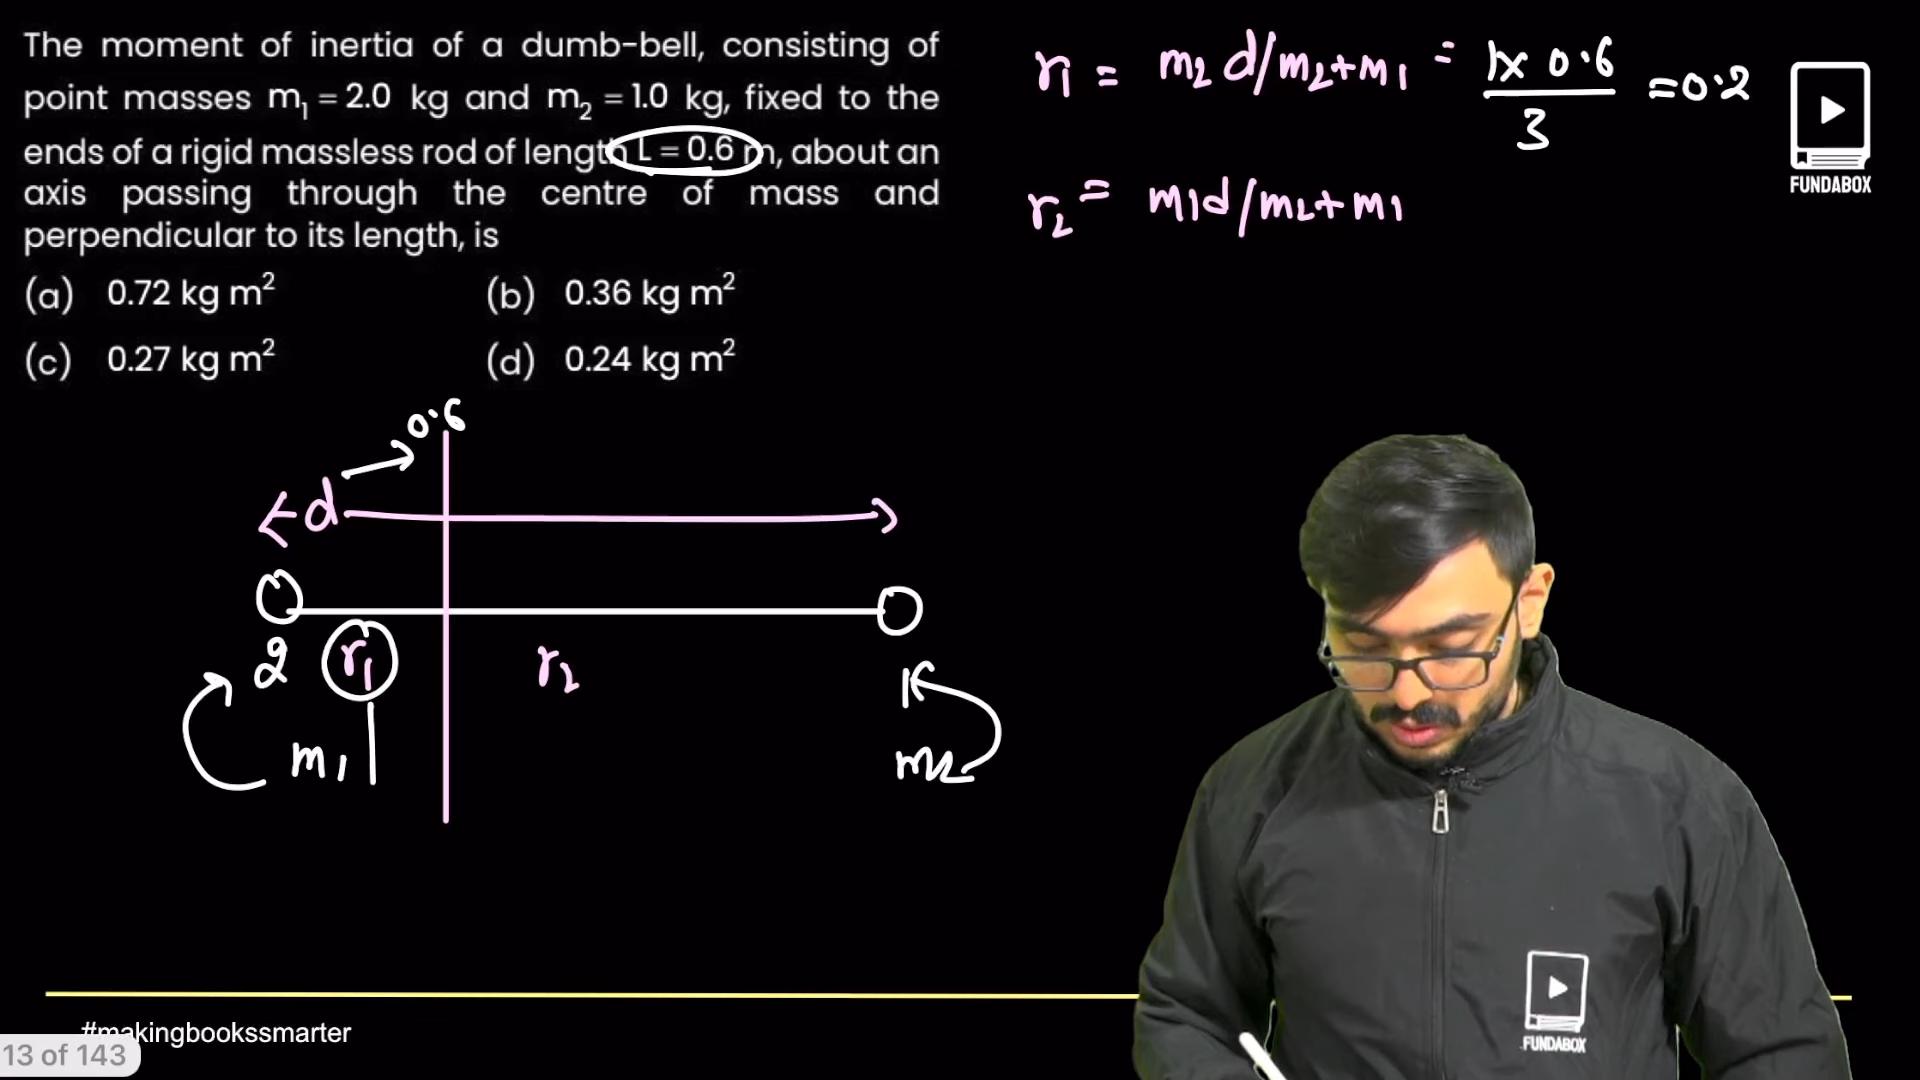 The moment of inertia of a dumb-bell, consisting of
point masses m₁ = 2.0 kg and m₂ = 1.0 kg, fixed to the
ends of a rigid massless rod of length L = 0.6 m, about an
axis passing through the centre of mass and
perpendicular to its length, is
(a) 0.72 kg m² (b) 0.36 kg m²
(c) 0.27 kg m² (d) 0.24 kg m²
r₁ = m₂ d/m₂+m₁ = 1x 0.6 / 3 = 0.2
r₂ = m₁d/m₂+m₁
FUNDABOX
0.6
d
2 r₁ r₂ 1
m₁ m₂
FUNDABOX
#makingbookssmarter
13 of 143